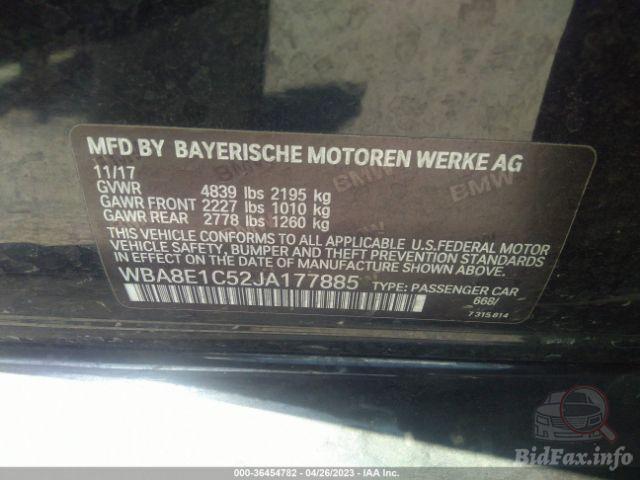 MFD BY BAYERISCHE MOTOREN WERKE AG
11/17
GVWR 4839 lbs 2195 kg
GAWR FRONT 2227 lbs 1010 kg
GAWR REAR 2778 lbs 1260 kg
THIS VEHICLE CONFORMS TO ALL APPLICABLE U.S.FEDERAL MOTOR
VEHICLE SAFETY, BUMPER AND THEFT PREVENTION STANDARDS
IN EFFECT ON THE DATE OF MANUFACTURE SHOWN ABOVE.
WBA8E1C52JA177885 TYPE: PASSENGER CAR
668/
7 315 814
BidFax.info
000-36454782 - 04/26/2023 - IAA Inc.